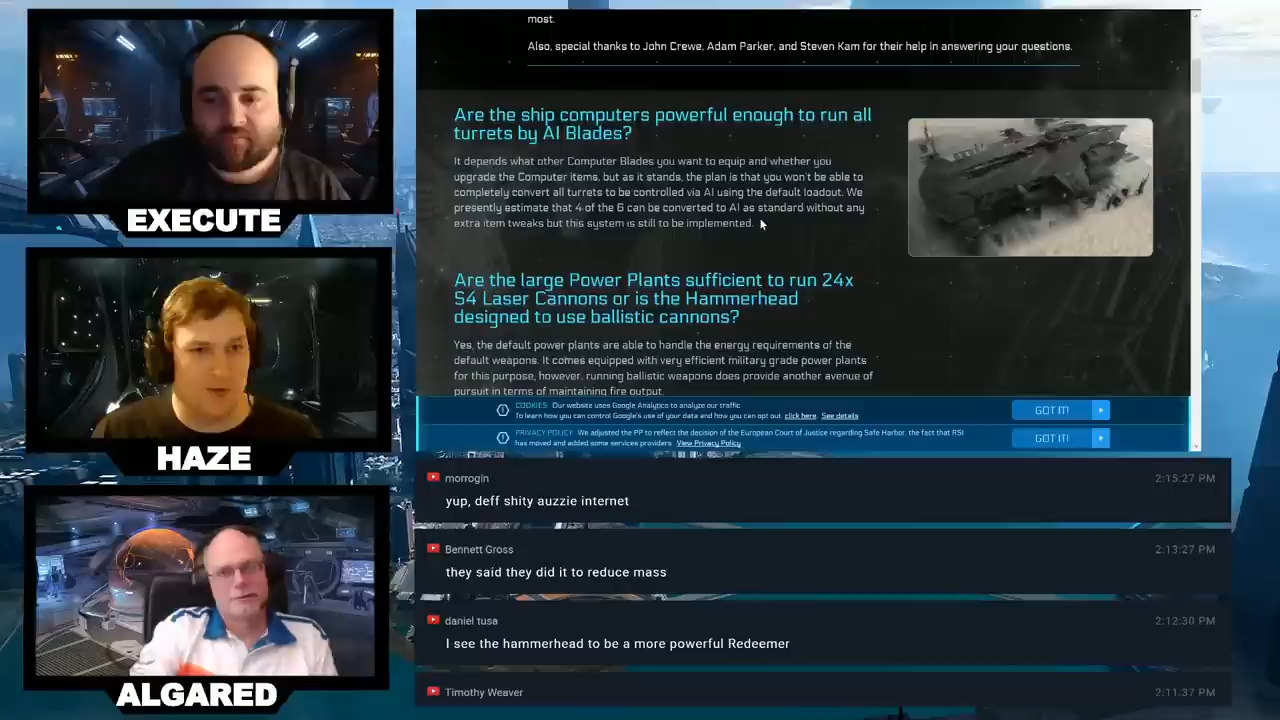 most.
Also, special thanks to John Crewe, Adam Parker, and Steven Kam for their help in answering your questions.
Are the ship computers powerful enough to run all
turrets by AI Blades?
It depends what other Computer Blades you want to equip and whether you
upgrade the Computer items, but as it stands, the plan is that you won't be able to
completely convert all turrets to be controlled via AI using the default loadout. We
presently estimate that 4 of the 6 can be converted to AI as standard without any
extra item tweaks but this system is still to be implemented.
Are the large Power Plants sufficient to run 24x
S4 Laser Cannons or is the Hammerhead
designed to use ballistic cannons?
Yes, the default power plants are able to handle the energy requirements of the
default weapons. It comes equipped with very efficient military grade power plants
for this purpose, however, running ballistic weapons does provide another avenue of
pursuit in terms of maintaining fire output.
COOKIES Our website uses Google Analytics to analyze our traffic
To learn how you can control Google's use of your data and how you can opt out, click here. See details
GOT IT!
PRIVACY POLICY We adjusted the PP to reflect the decision of the European Court of Justice regarding Safe Harbor, the fact that RSI
has moved and added some services providers View Privacy Policy
GOT IT!
EXECUTE
HAZE
ALGARED
morrogin 2:15:27 PM
yup, deff shity auzzie internet
Bennett Gross 2:13:27 PM
they said they did it to reduce mass
daniel tusa 2:12:30 PM
I see the hammerhead to be a more powerful Redeemer
Timothy Weaver 2:11:37 PM